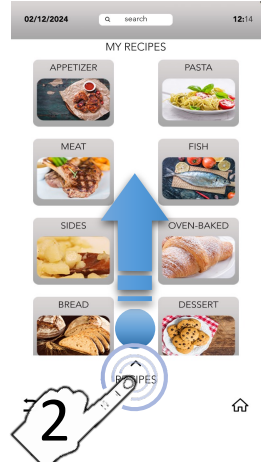 02/12/2024 search 12:14
MY RECIPES
APPETIZER PASTA
MEAT FISH
SIDES OVEN-BAKED
BREAD DESSERT
RECIPES
2